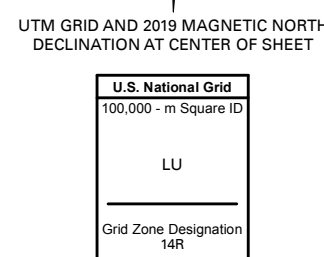 UTM GRID AND 2019 MAGNETIC NORTH
DECLINATION AT CENTER OF SHEET
U.S. National Grid
100,000 - m Square ID
LU
Grid Zone Designation
14R